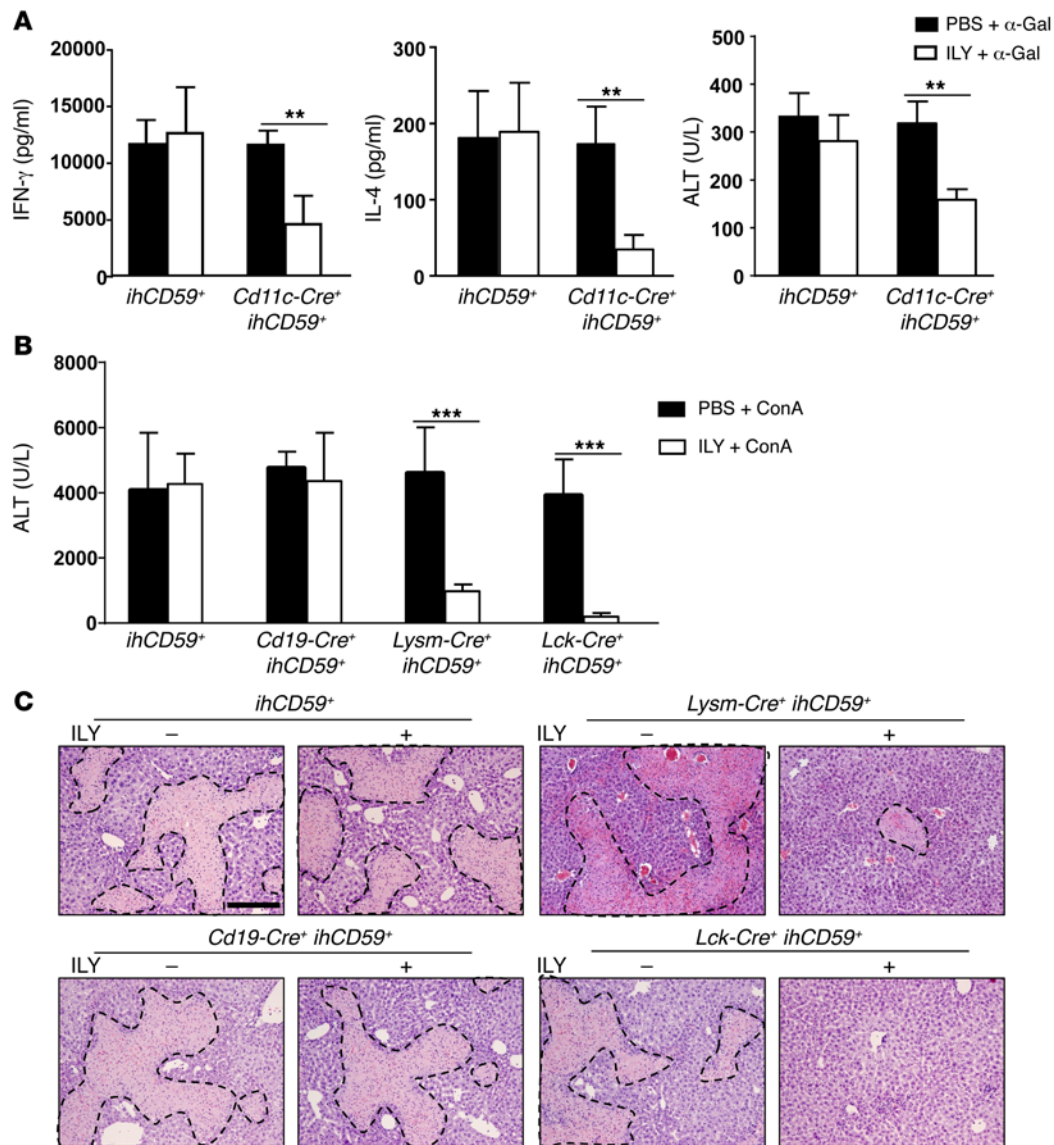 A
20000
15000
10000
5000
0
IFN-γ (pg/ml)
**
ihCD59+
Cd11c-Cre+
ihCD59+
300
200
100
0
IL-4 (pg/ml)
**
ihCD59+
Cd11c-Cre+
ihCD59+
500
400
300
200
100
0
ALT (U/L)
PBS + α-Gal
ILY + α-Gal
**
ihCD59+
Cd11c-Cre+
ihCD59+
B
8000
6000
4000
2000
0
ALT (U/L)
***
***
PBS + ConA
ILY + ConA
ihCD59+
Cd19-Cre+
ihCD59+
Lysm-Cre+
ihCD59+
Lck-Cre+
ihCD59+
C
ihCD59+
ILY − +
Lysm-Cre+ ihCD59+
ILY − +
Cd19-Cre+ ihCD59+
ILY − +
Lck-Cre+ ihCD59+
ILY − +